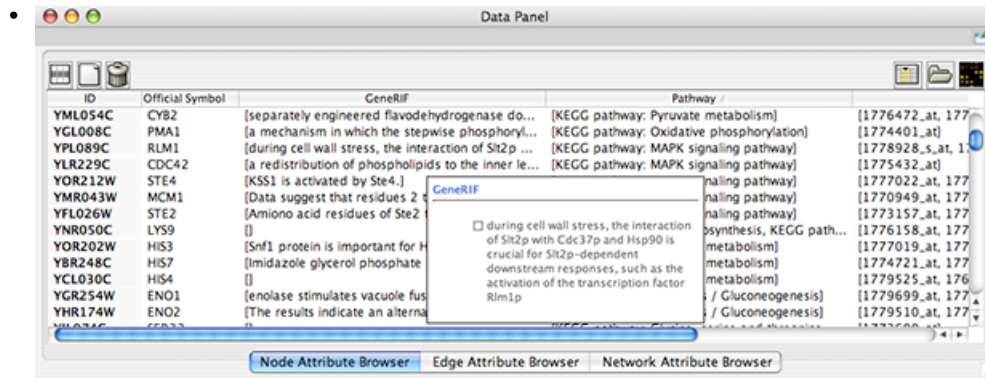 Data Panel
ID Official Symbol GeneRIF Pathway
YML054C CYB2 [separately engineered flavodehydrogenase do... [KEGG pathway: Pyruvate metabolism] [1776472_at, 177
YGL008C PMA1 [a mechanism in which the stepwise phosphoryl... [KEGG pathway: Oxidative phosphorylation] [1774401_at]
YPL089C RLM1 [during cell wall stress, the interaction of Slt2p ... [KEGG pathway: MAPK signaling pathway] [1778928_s_at, 1
YLR229C CDC42 [a redistribution of phospholipids to the inner le... [KEGG pathway: MAPK signaling pathway] [1775432_at]
YOR212W STE4 [KSS1 is activated by Ste4.] naling pathway] [1777022_at, 177
YMR043W MCM1 [Data suggest that residues 2 t naling pathway] [1770949_at, 177
YFL026W STE2 [Amiono acid residues of Ste2 naling pathway] [1773157_at, 177
YNR050C LYS9 [] osynthesis, KEGG path... [1776158_at, 177
YOR202W HIS3 [Snf1 protein is important for H metabolism] [1777019_at, 177
YBR248C HIS7 [Imidazole glycerol phosphate metabolism] [1774721_at, 177
YCL030C HIS4 [] metabolism] [1779525_at, 176
YGR254W ENO1 [enolase stimulates vacuole fus / Gluconeogenesis] [1779699_at, 177
YHR174W ENO2 [The results indicate an alterna / Gluconeogenesis] [1779510_at, 177
GeneRIF
during cell wall stress, the interaction
of Slt2p with Cdc37p and Hsp90 is
crucial for Slt2p-dependent
downstream responses, such as the
activation of the transcription factor
Rlm1p
Node Attribute Browser Edge Attribute Browser Network Attribute Browser